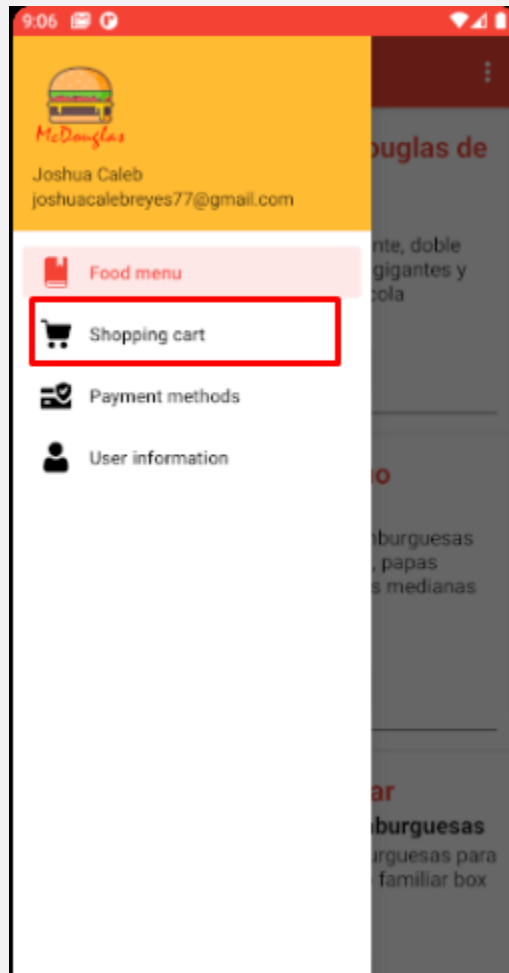 9:06
McDouglas
Joshua Caleb
joshuacalebreyes77@gmail.com
Food menu
Shopping cart
Payment methods
User information
ouglas de
nte, doble
gigantes y
cola
io
nburguesas
, papas
s medianas
ar
nburguesas
urguesas para
familiar box